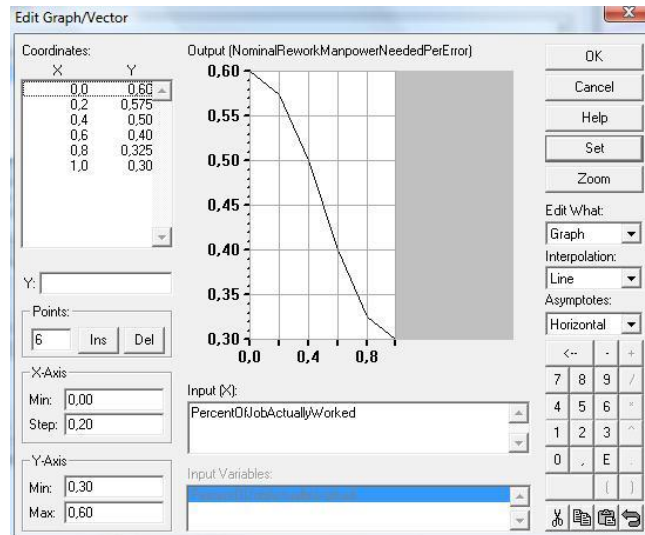 Edit Graph/Vector
Coordinates:
X Y
0,0 0,60
0,2 0,575
0,4 0,50
0,6 0,40
0,8 0,325
1,0 0,30
Y:
Points:
6 Ins Del
X-Axis
Min: 0,00
Step: 0,20
Y-Axis
Min: 0,30
Max: 0,60
Output (NominalReworkManpowerNeededPerError)
0,60
0,55
0,50
0,45
0,40
0,35
0,30
0,0 0,4 0,8
Input (X):
PercentOfJobActuallyWorked
Input Variables:
OK
Cancel
Help
Set
Zoom
Edit What:
Graph
Interpolation:
Line
Asymptotes:
Horizontal
<-- - +
7 8 9 /
4 5 6 *
1 2 3 ^
0 , E .
( )